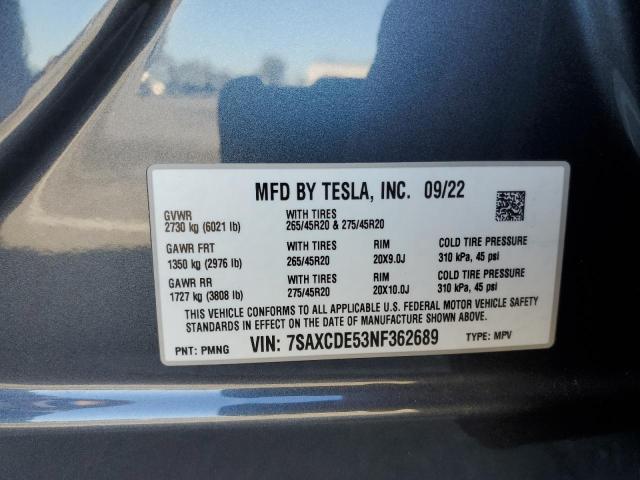 MFD BY TESLA, INC. 09/22
GVWR WITH TIRES
2730 kg (6021 lb) 265/45R20 & 275/45R20
GAWR FRT WITH TIRES RIM COLD TIRE PRESSURE
1350 kg (2976 lb) 265/45R20 20X9.0J 310 kPa, 45 psi
GAWR RR WITH TIRES RIM COLD TIRE PRESSURE
1727 kg (3808 lb) 275/45R20 20X10.0J 310 kPa, 45 psi
THIS VEHICLE CONFORMS TO ALL APPLICABLE U.S. FEDERAL MOTOR VEHICLE SAFETY
STANDARDS IN EFFECT ON THE DATE OF MANUFACTURE SHOWN ABOVE.
PNT: PMNG VIN: 7SAXCDE53NF362689 TYPE: MPV